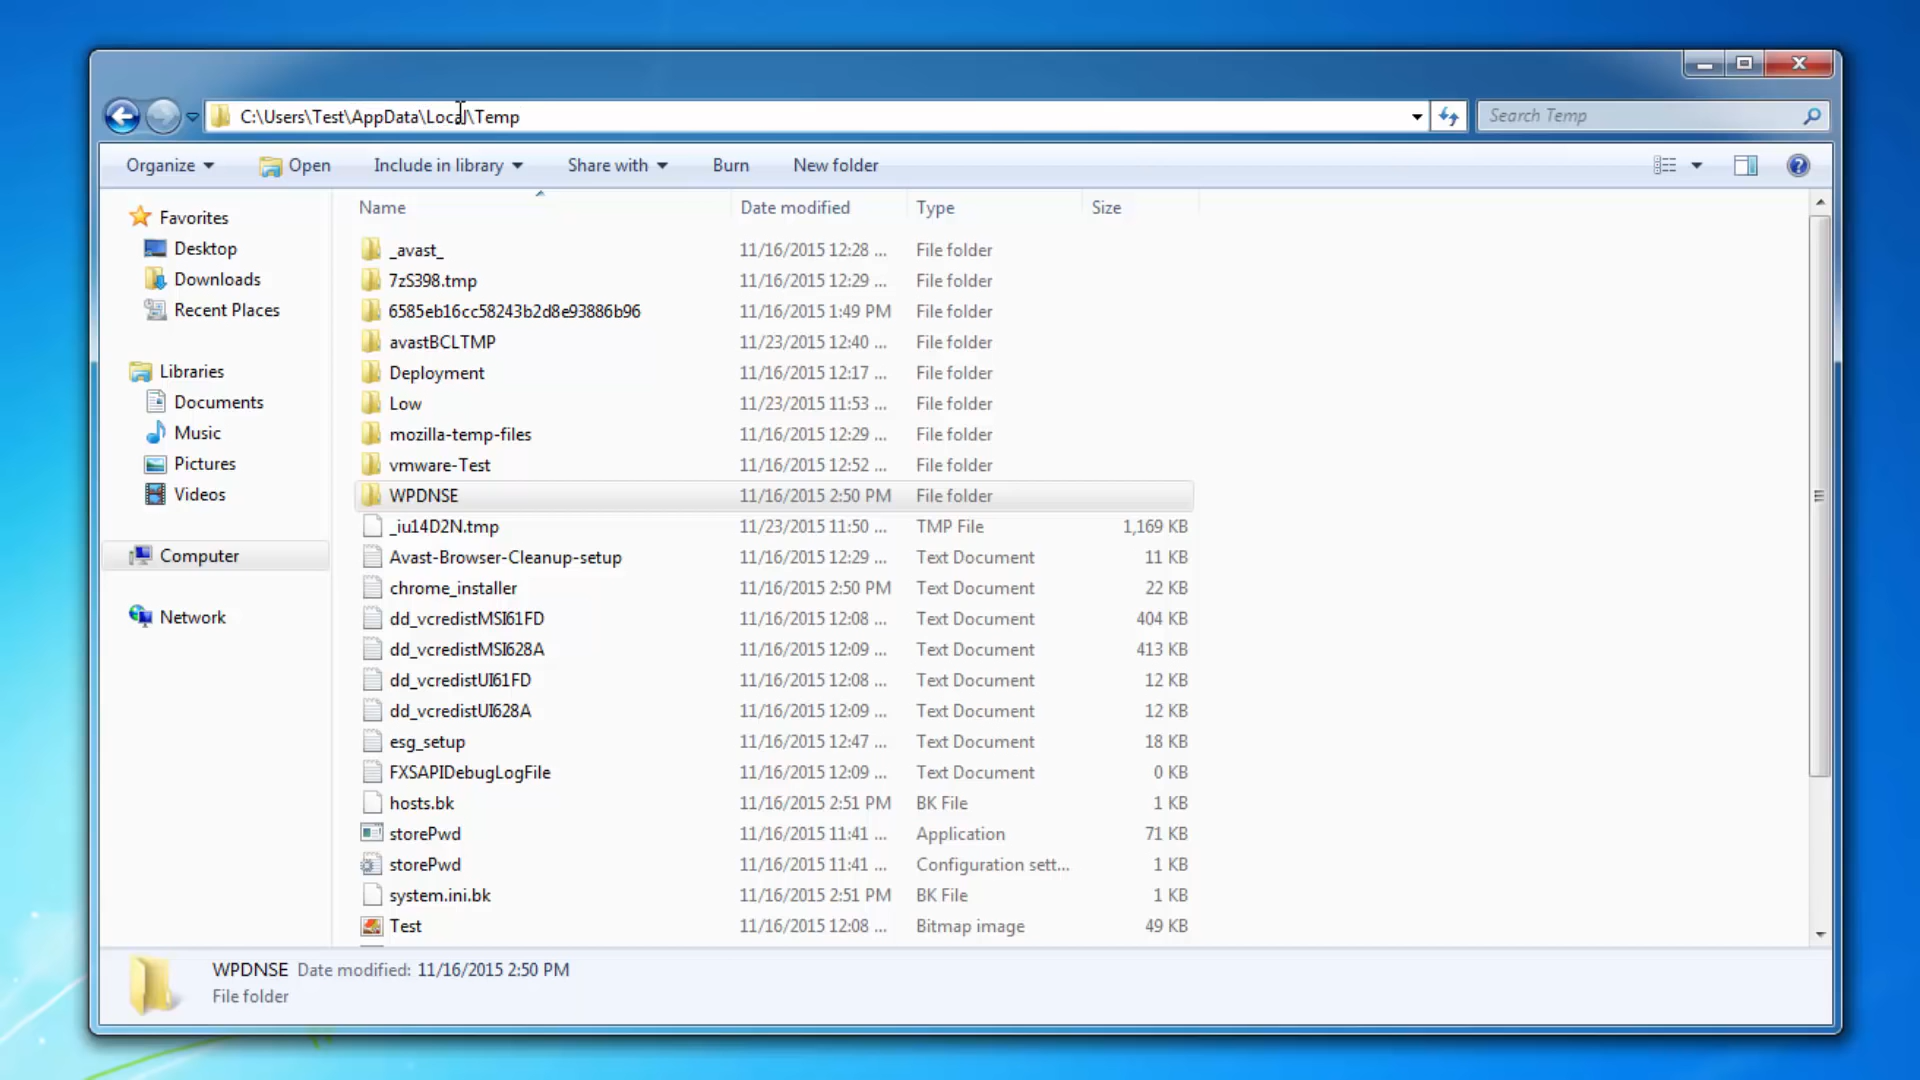 C:\Users\Test\AppData\Local\Temp
Search Temp
Organize Open Include in library Share with Burn New folder
Name Date modified Type Size
Favorites
Desktop
Downloads
Recent Places
Libraries
Documents
Music
Pictures
Videos
Computer
Network
_avast_ 11/16/2015 12:28 ... File folder
7zS398.tmp 11/16/2015 12:29 ... File folder
6585eb16cc58243b2d8e93886b96 11/16/2015 1:49 PM File folder
avastBCLTMP 11/23/2015 12:40 ... File folder
Deployment 11/16/2015 12:17 ... File folder
Low 11/23/2015 11:53 ... File folder
mozilla-temp-files 11/16/2015 12:29 ... File folder
vmware-Test 11/16/2015 12:52 ... File folder
WPDNSE 11/16/2015 2:50 PM File folder
_iu14D2N.tmp 11/23/2015 11:50 ... TMP File 1,169 KB
Avast-Browser-Cleanup-setup 11/16/2015 12:29 ... Text Document 11 KB
chrome_installer 11/16/2015 2:50 PM Text Document 22 KB
dd_vcredistMSI61FD 11/16/2015 12:08 ... Text Document 404 KB
dd_vcredistMSI628A 11/16/2015 12:09 ... Text Document 413 KB
dd_vcredistUI61FD 11/16/2015 12:08 ... Text Document 12 KB
dd_vcredistUI628A 11/16/2015 12:09 ... Text Document 12 KB
esg_setup 11/16/2015 12:47 ... Text Document 18 KB
FXSAPIDebugLogFile 11/16/2015 12:09 ... Text Document 0 KB
hosts.bk 11/16/2015 2:51 PM BK File 1 KB
storePwd 11/16/2015 11:41 ... Application 71 KB
storePwd 11/16/2015 11:41 ... Configuration sett... 1 KB
system.ini.bk 11/16/2015 2:51 PM BK File 1 KB
Test 11/16/2015 12:08 ... Bitmap image 49 KB
WPDNSE Date modified: 11/16/2015 2:50 PM
File folder